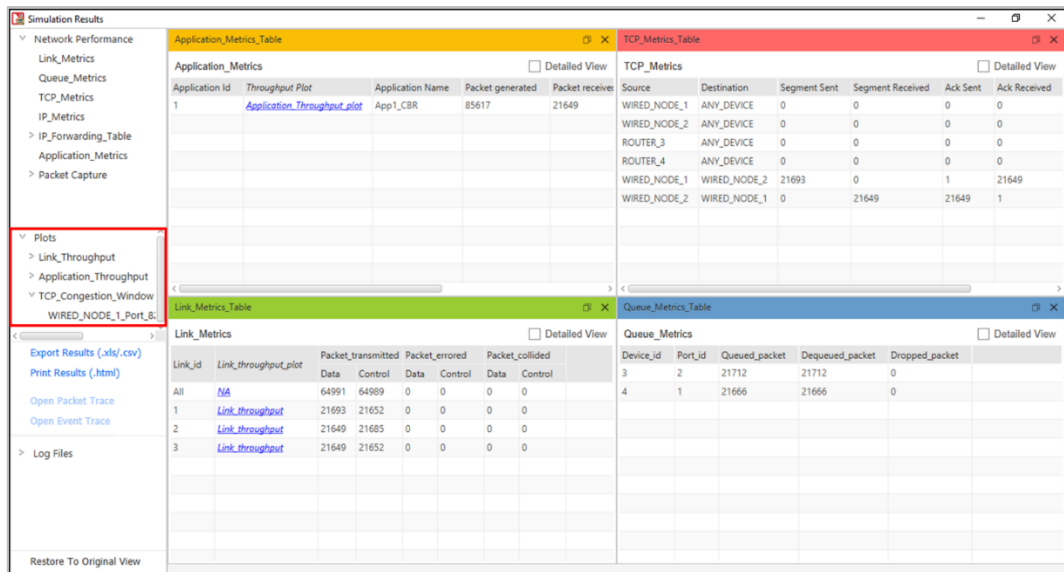 Simulation Results
Network Performance
Link_Metrics
Queue_Metrics
TCP_Metrics
IP_Metrics
IP_Forwarding_Table
Application_Metrics
Packet Capture
Plots
Link_Throughput
Application_Throughput
TCP_Congestion_Window
WIRED_NODE_1_Port_8
Export Results (.xls/.csv)
Print Results (.html)
Open Packet Trace
Open Event Trace
Log Files
Restore To Original View
Application_Metrics_Table
Application_Metrics Detailed View
Application Id Throughput Plot Application Name Packet generated Packet received
1 Application_Throughput_plot App1_CBR 85617 21649
TCP_Metrics_Table
TCP_Metrics Detailed View
Source Destination Segment Sent Segment Received Ack Sent Ack Received
WIRED_NODE_1 ANY_DEVICE 0 0 0 0
WIRED_NODE_2 ANY_DEVICE 0 0 0 0
ROUTER_3 ANY_DEVICE 0 0 0 0
ROUTER_4 ANY_DEVICE 0 0 0 0
WIRED_NODE_1 WIRED_NODE_2 21693 0 1 21649
WIRED_NODE_2 WIRED_NODE_1 0 21649 21649 1
Link_Metrics_Table
Link_Metrics Detailed View
Link_id Link_throughput_plot Packet_transmitted Packet_errored Packet_collided
Data Control Data Control Data Control
All NA 64991 64989 0 0 0 0
1 Link_throughput 21693 21652 0 0 0 0
2 Link_throughput 21649 21685 0 0 0 0
3 Link_throughput 21649 21652 0 0 0 0
Queue_Metrics_Table
Queue_Metrics Detailed View
Device_id Port_id Queued_packet Dequeued_packet Dropped_packet
3 2 21712 21712 0
4 1 21666 21666 0